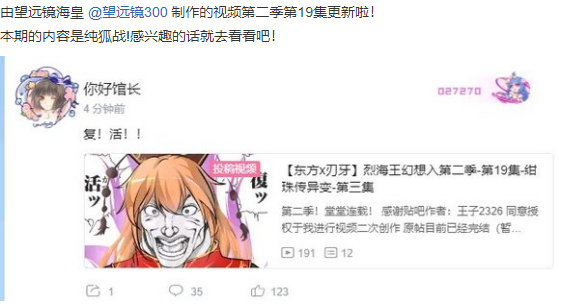 由望远镜海皇 @望远镜300 制作的视频第二季第19集更新啦！
本期的内容是纯狐战!感兴趣的话就去看看吧！
你好馆长
027270
4 分钟前
复！活！！
投稿视频
活ッ
復ッ
【东方x刃牙】烈海王幻想入第二季-第19集-绀
珠传异变-第三集
第二季！堂堂连载！ 感谢贴吧作者：王子2326 同意授
权于我进行视频二次创作 原帖目前已经完结（暂...
191
12
1
35
123